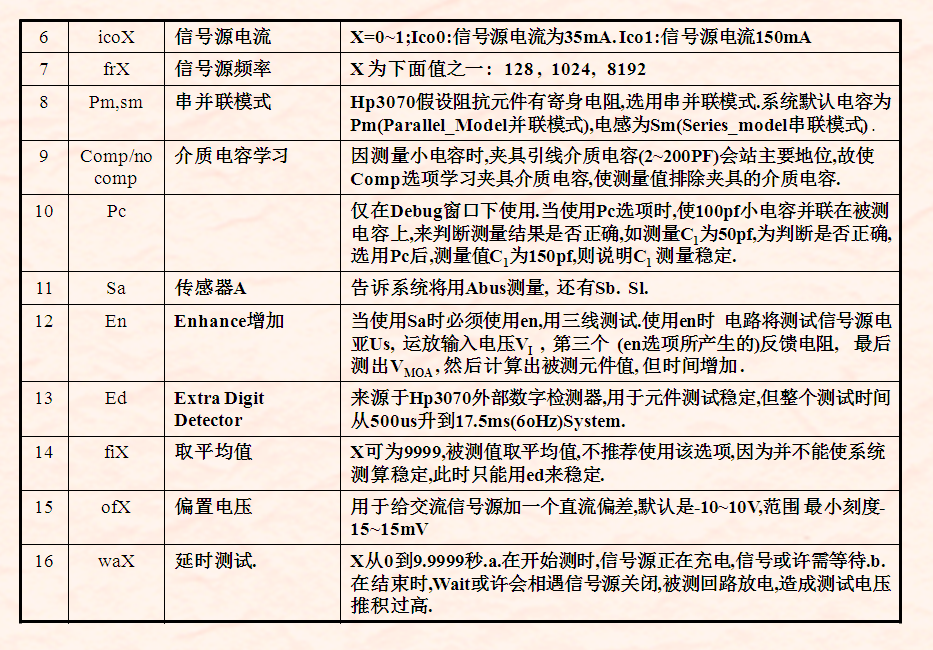 6 icoX 信号源电流 X=0~1;Ico0:信号源电流为35mA. Ico1:信号源电流150mA
7 frX 信号源频率 X 为下面值之一: 128 , 1024, 8192
8 Pm,sm 串并联模式 Hp3070假设阻抗元件有寄身电阻,选用串并联模式.系统默认电容为
Pm(Parallel_Model并联模式),电感为Sm(Series_model串联模式) .
9 Comp/no 介质电容学习 因测量小电容时,夹具引线介质电容(2~200PF)会站主要地位,故使
comp Comp选项学习夹具介质电容,使测量值排除夹具的介质电容.
10 Pc 仅在Debug窗口下使用.当使用Pc选项时,使100pf小电容并联在被测
电容上,来判断测量结果是否正确,如测量C1为50pf,为判断是否正确,
选用Pc后,测量值C1为150pf,则说明C1 测量稳定.
11 Sa 传感器A 告诉系统将用Abus测量, 还有Sb. Sl.
12 En Enhance增加 当使用Sa时必须使用en,用三线测试.使用en时 电路将测试信号源电
亚Us, 运放输入电压VI , 第三个 (en选项所产生的)反馈电阻, 最后
测出VMOA , 然后计算出被测元件值, 但时间增加 .
13 Ed Extra Digit 来源于Hp3070外部数字检测器,用于元件测试稳定,但整个测试时间
Detector 从500us升到17.5ms(6oHz)System.
14 fiX 取平均值 X可为9999,被测值取平均值,不推荐使用该选项,因为并不能使系统
测算稳定,此时只能用ed来稳定.
15 ofX 偏置电压 用于给交流信号源加一个直流偏差,默认是-10~10V,范围 最小刻度-
15~15mV
16 waX 延时测试. X从0到9.9999秒.a.在开始测时,信号源正在充电,信号或许需等待.b.
在结束时,Wait或许会相遇信号源关闭,被测回路放电,造成测试电压
推积过高.